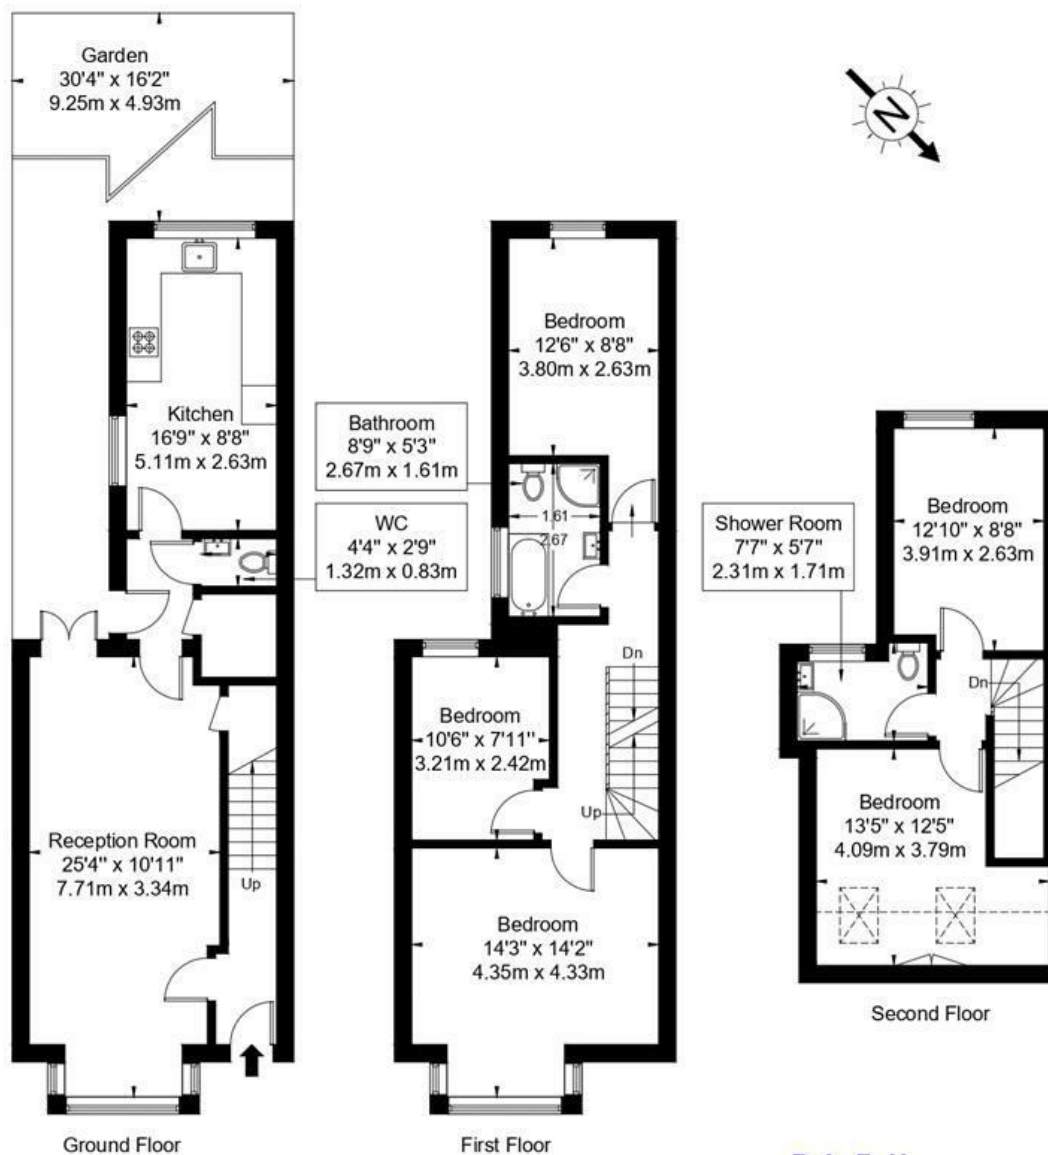 Garden
30'4" x 16'2"
9.25m x 4.93m
N
Kitchen
16'9" x 8'8"
5.11m x 2.63m
Bathroom
8'9" x 5'3"
2.67m x 1.61m
WC
4'4" x 2'9"
1.32m x 0.83m
Reception Room
25'4" x 10'11"
7.71m x 3.34m
Up
Ground Floor
Bedroom
12'6" x 8'8"
3.80m x 2.63m
1.61
2.67
Dn
Bedroom
10'6" x 7'11"
3.21m x 2.42m
Up
Bedroom
14'3" x 14'2"
4.35m x 4.33m
First Floor
Shower Room
7'7" x 5'7"
2.31m x 1.71m
Bedroom
12'10" x 8'8"
3.91m x 2.63m
Dn
Bedroom
13'5" x 12'5"
4.09m x 3.79m
Second Floor